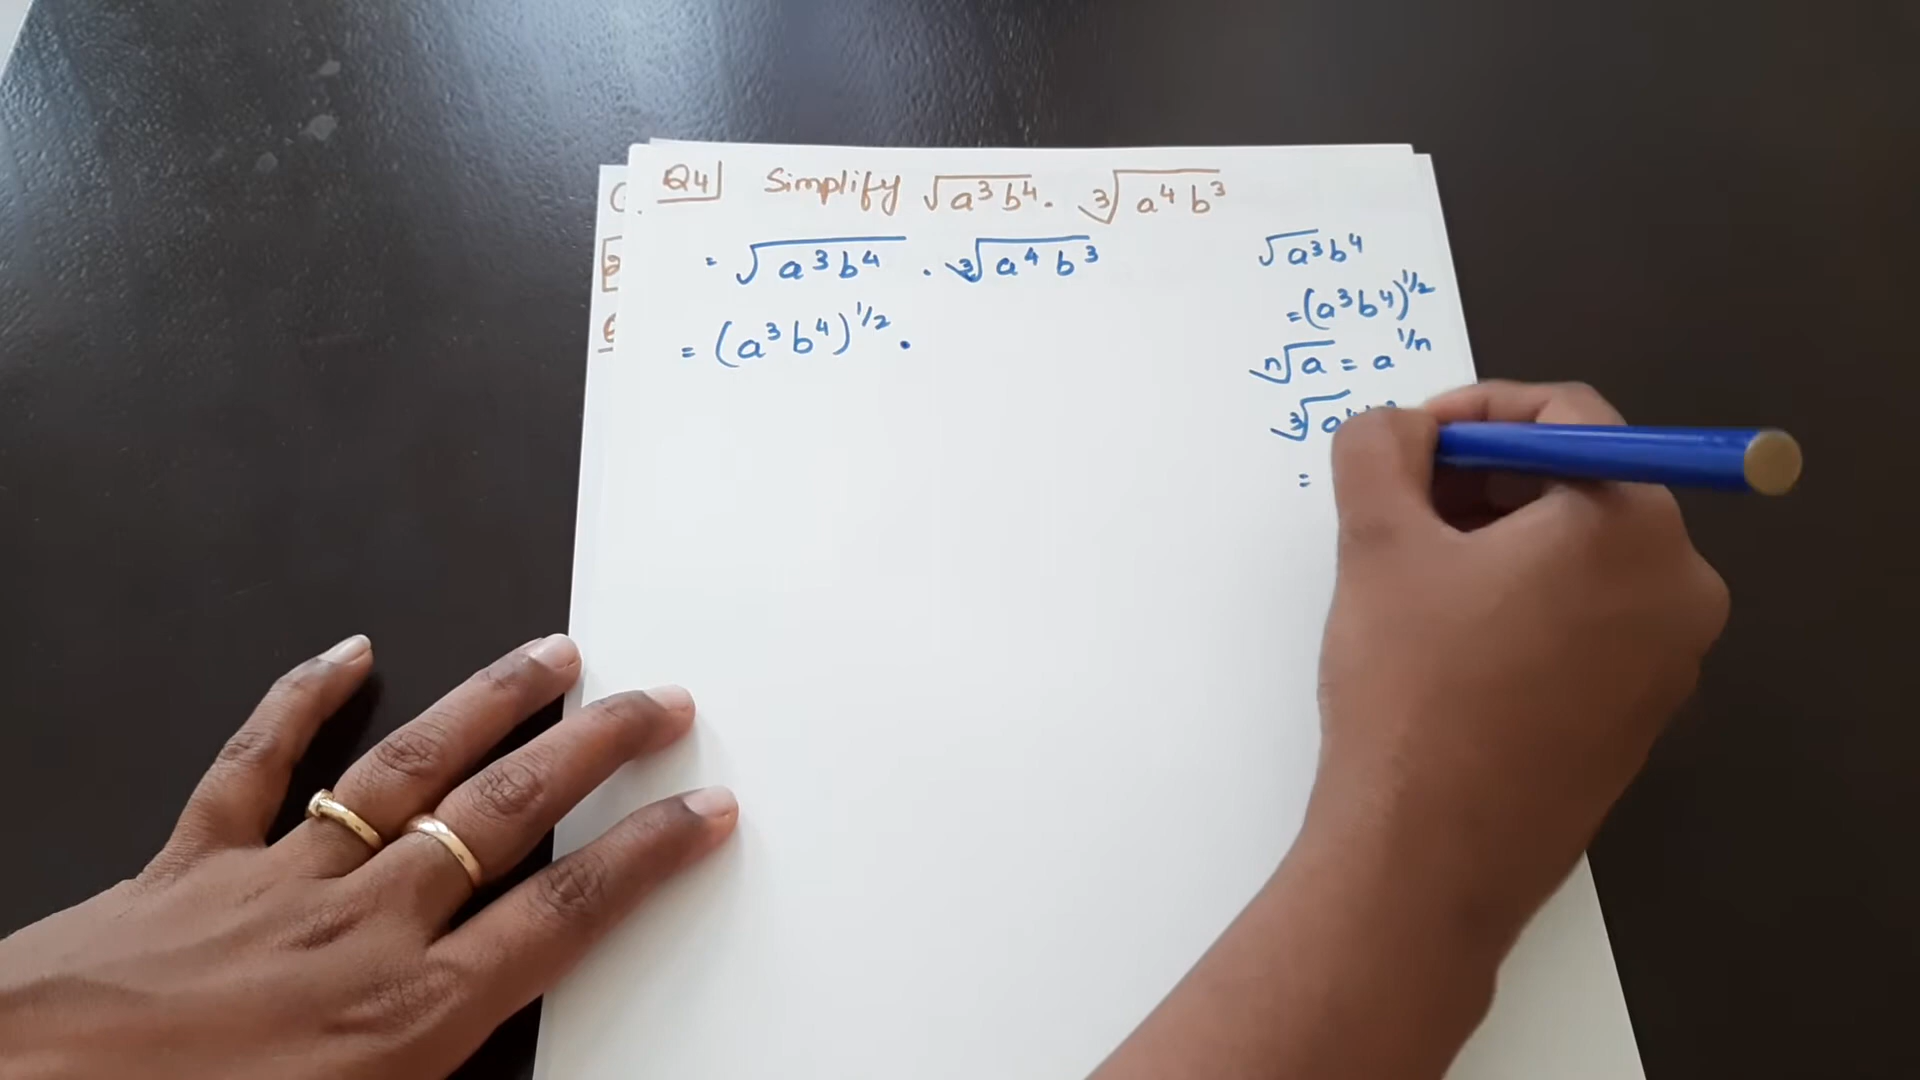 Q4 Simplify √(a³b⁴) . ∛(a⁴b³)
= √(a³b⁴) . ∛(a⁴b³)
= (a³b⁴)^1/2 .
√a³b⁴
= (a³b⁴)^1/2
ⁿ√a = a^1/n
∛a
=